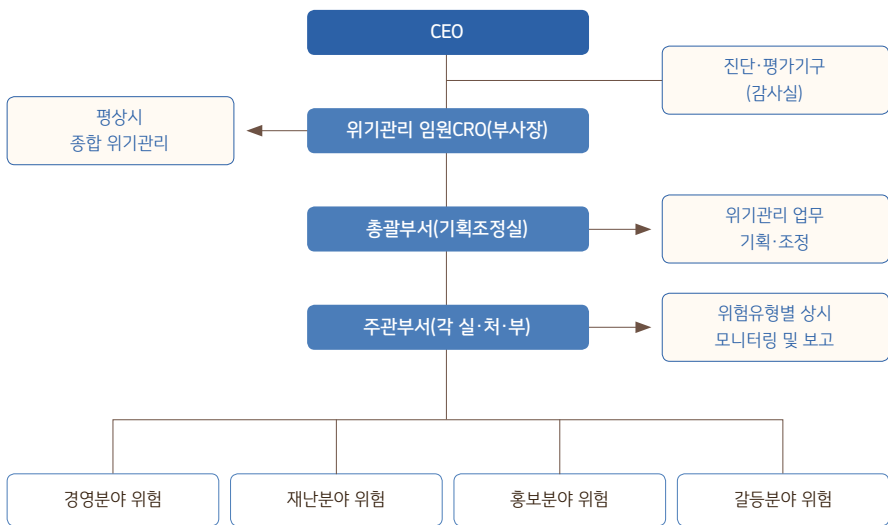 CEO
진단·평가기구
(감사실)
평상시
종합 위기관리
위기관리 임원CRO(부사장)
총괄부서(기획조정실)
위기관리 업무
기획·조정
주관부서(각 실·처·부)
위험유형별 상시
모니터링 및 보고
경영분야 위험
재난분야 위험
홍보분야 위험
갈등분야 위험